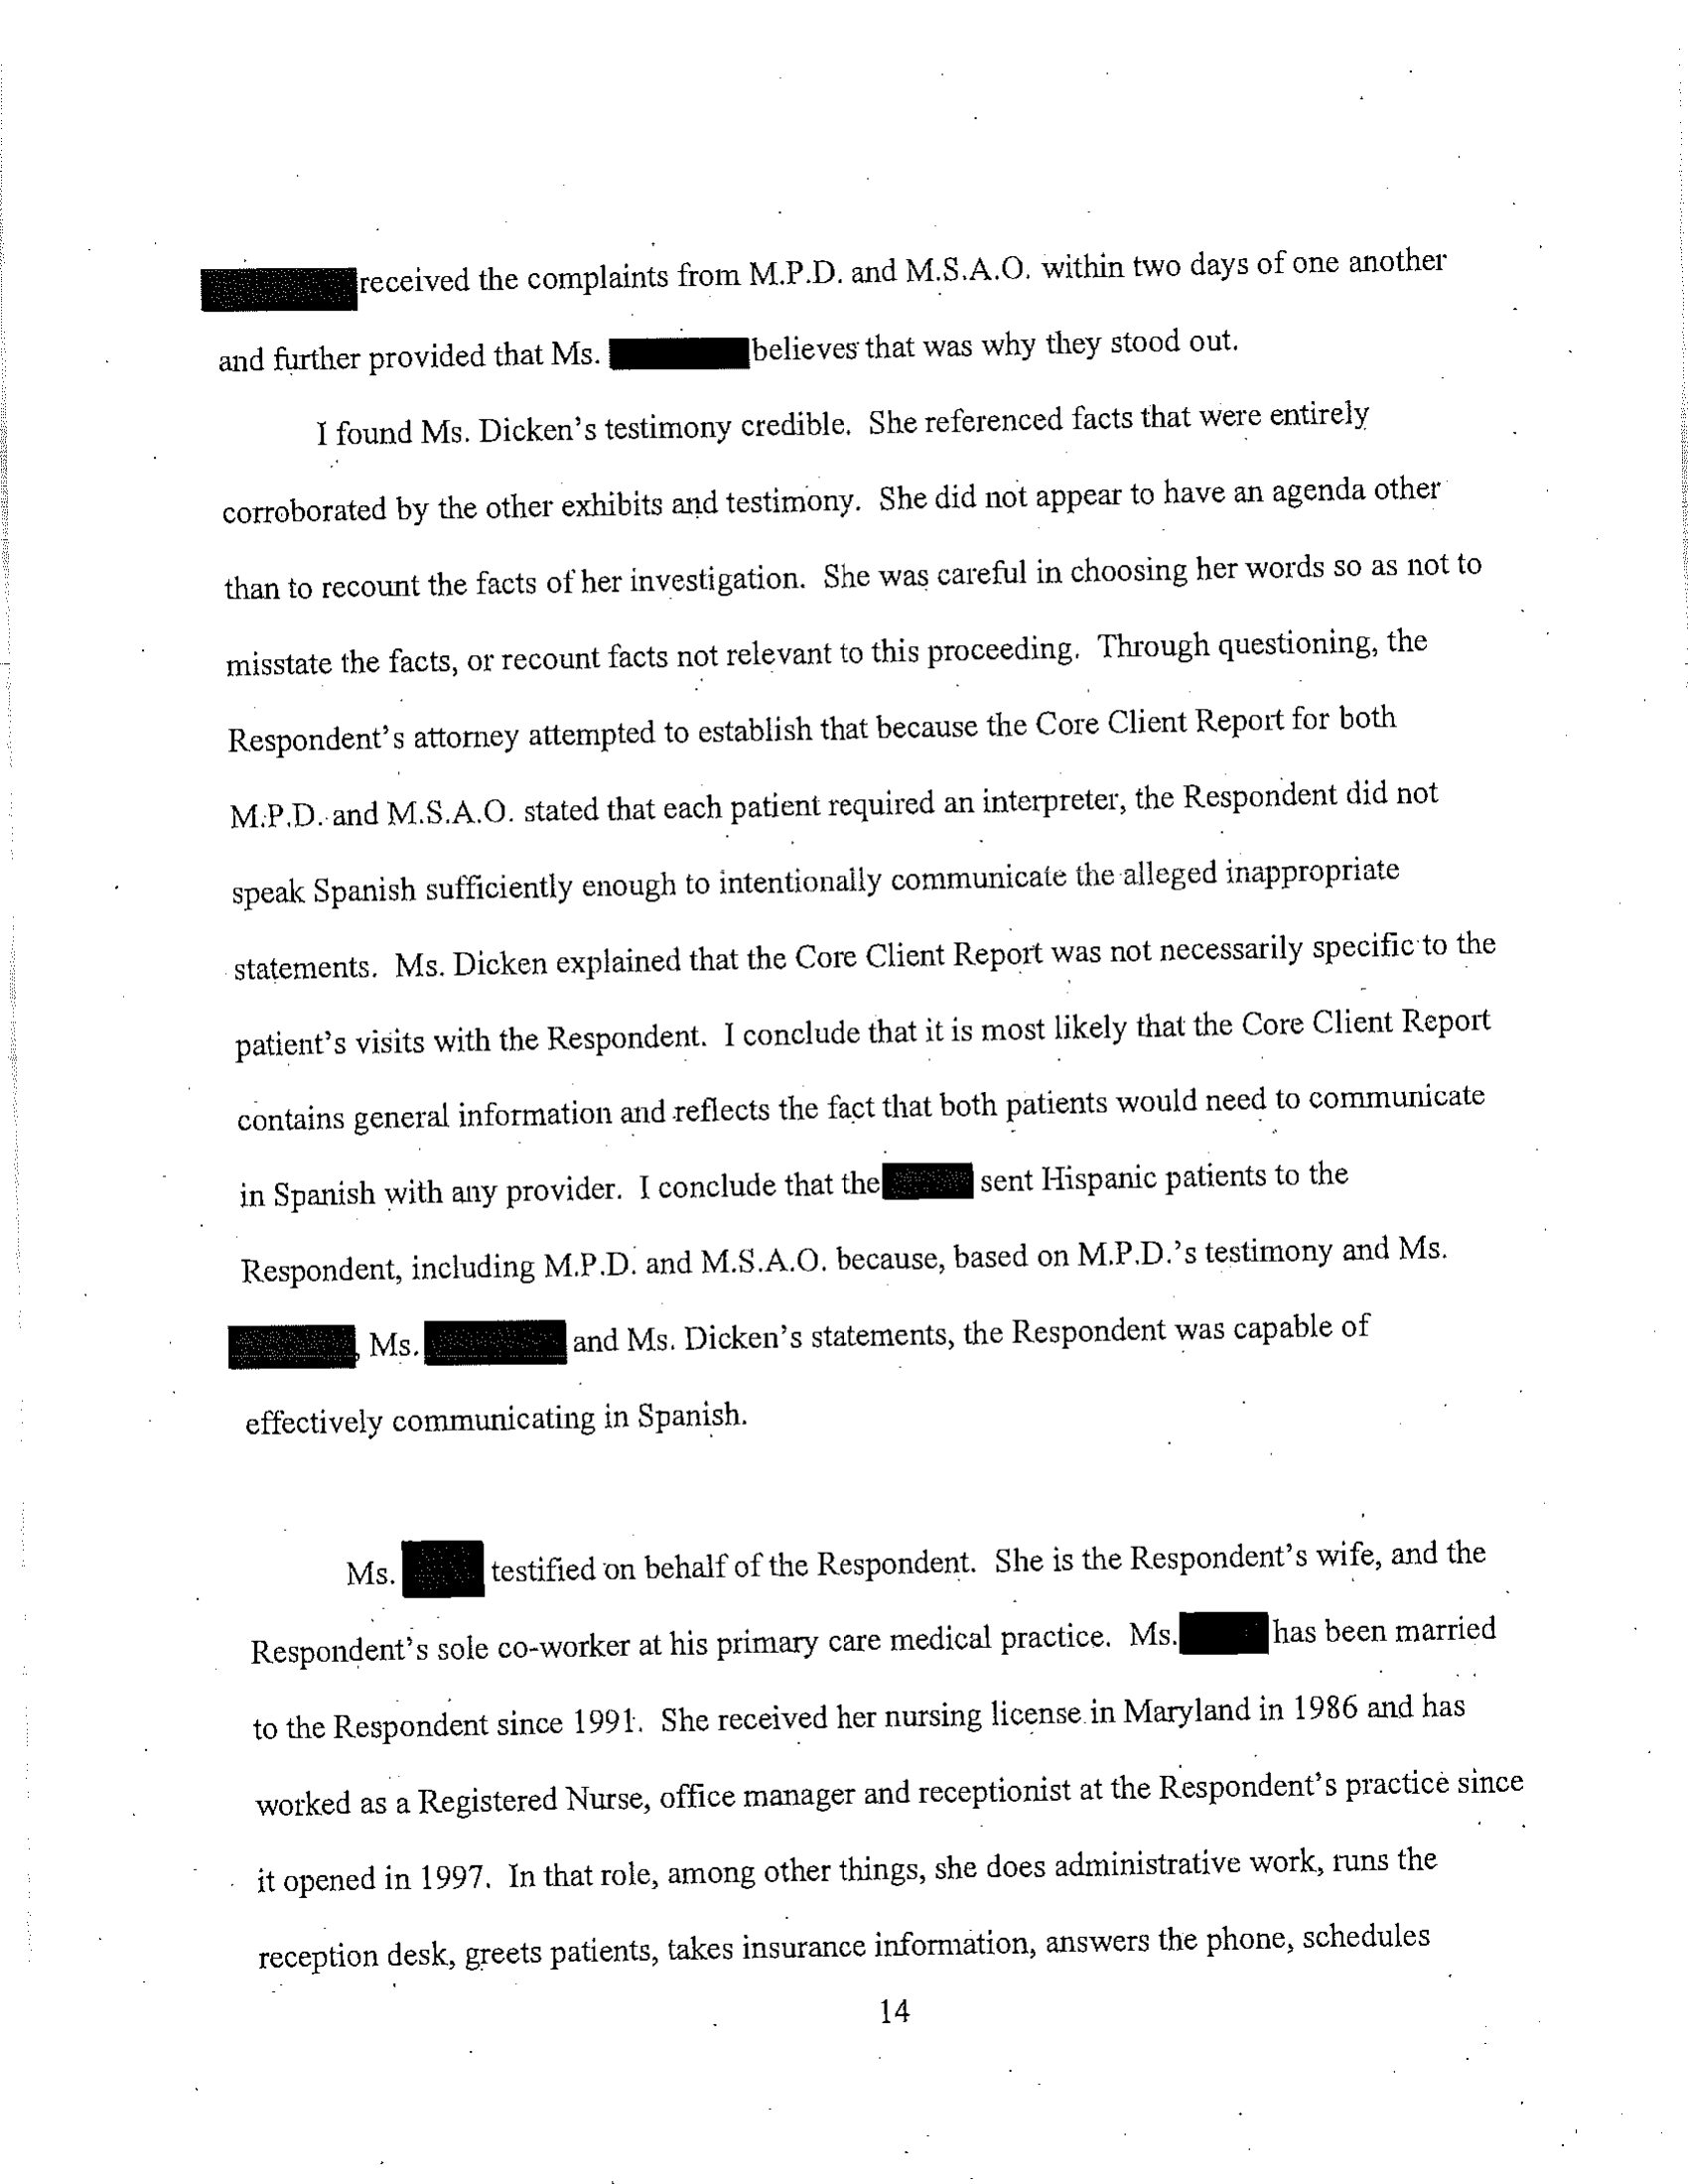 received the complaints from M.P.D. and M.S.A.O. within two days of one another
and further provided that Ms. believes that was why they stood out.
I found Ms. Dicken's testimony credible. She referenced facts that were entirely
corroborated by the other exhibits and testimony. She did not appear to have an agenda other
than to recount the facts of her investigation. She was careful in choosing her words so as not to
misstate the facts, or recount facts not relevant to this proceeding. Through questioning, the
Respondent's attorney attempted to establish that because the Core Client Report for both
M.P.D. and M.S.A.O. stated that each patient required an interpreter, the Respondent did not
speak Spanish sufficiently enough to intentionally communicate the alleged inappropriate
statements. Ms. Dicken explained that the Core Client Report was not necessarily specific to the
patient's visits with the Respondent. I conclude that it is most likely that the Core Client Report
contains general information and reflects the fact that both patients would need to communicate
in Spanish with any provider. I conclude that the sent Hispanic patients to the
Respondent, including M.P.D. and M.S.A.O. because, based on M.P.D.'s testimony and Ms.
, Ms. and Ms. Dicken's statements, the Respondent was capable of
effectively communicating in Spanish.
Ms. testified on behalf of the Respondent. She is the Respondent's wife, and the
Respondent's sole co-worker at his primary care medical practice. Ms. has been married
to the Respondent since 1991. She received her nursing license in Maryland in 1986 and has
worked as a Registered Nurse, office manager and receptionist at the Respondent's practice since
it opened in 1997. In that role, among other things, she does administrative work, runs the
reception desk, greets patients, takes insurance information, answers the phone, schedules
14